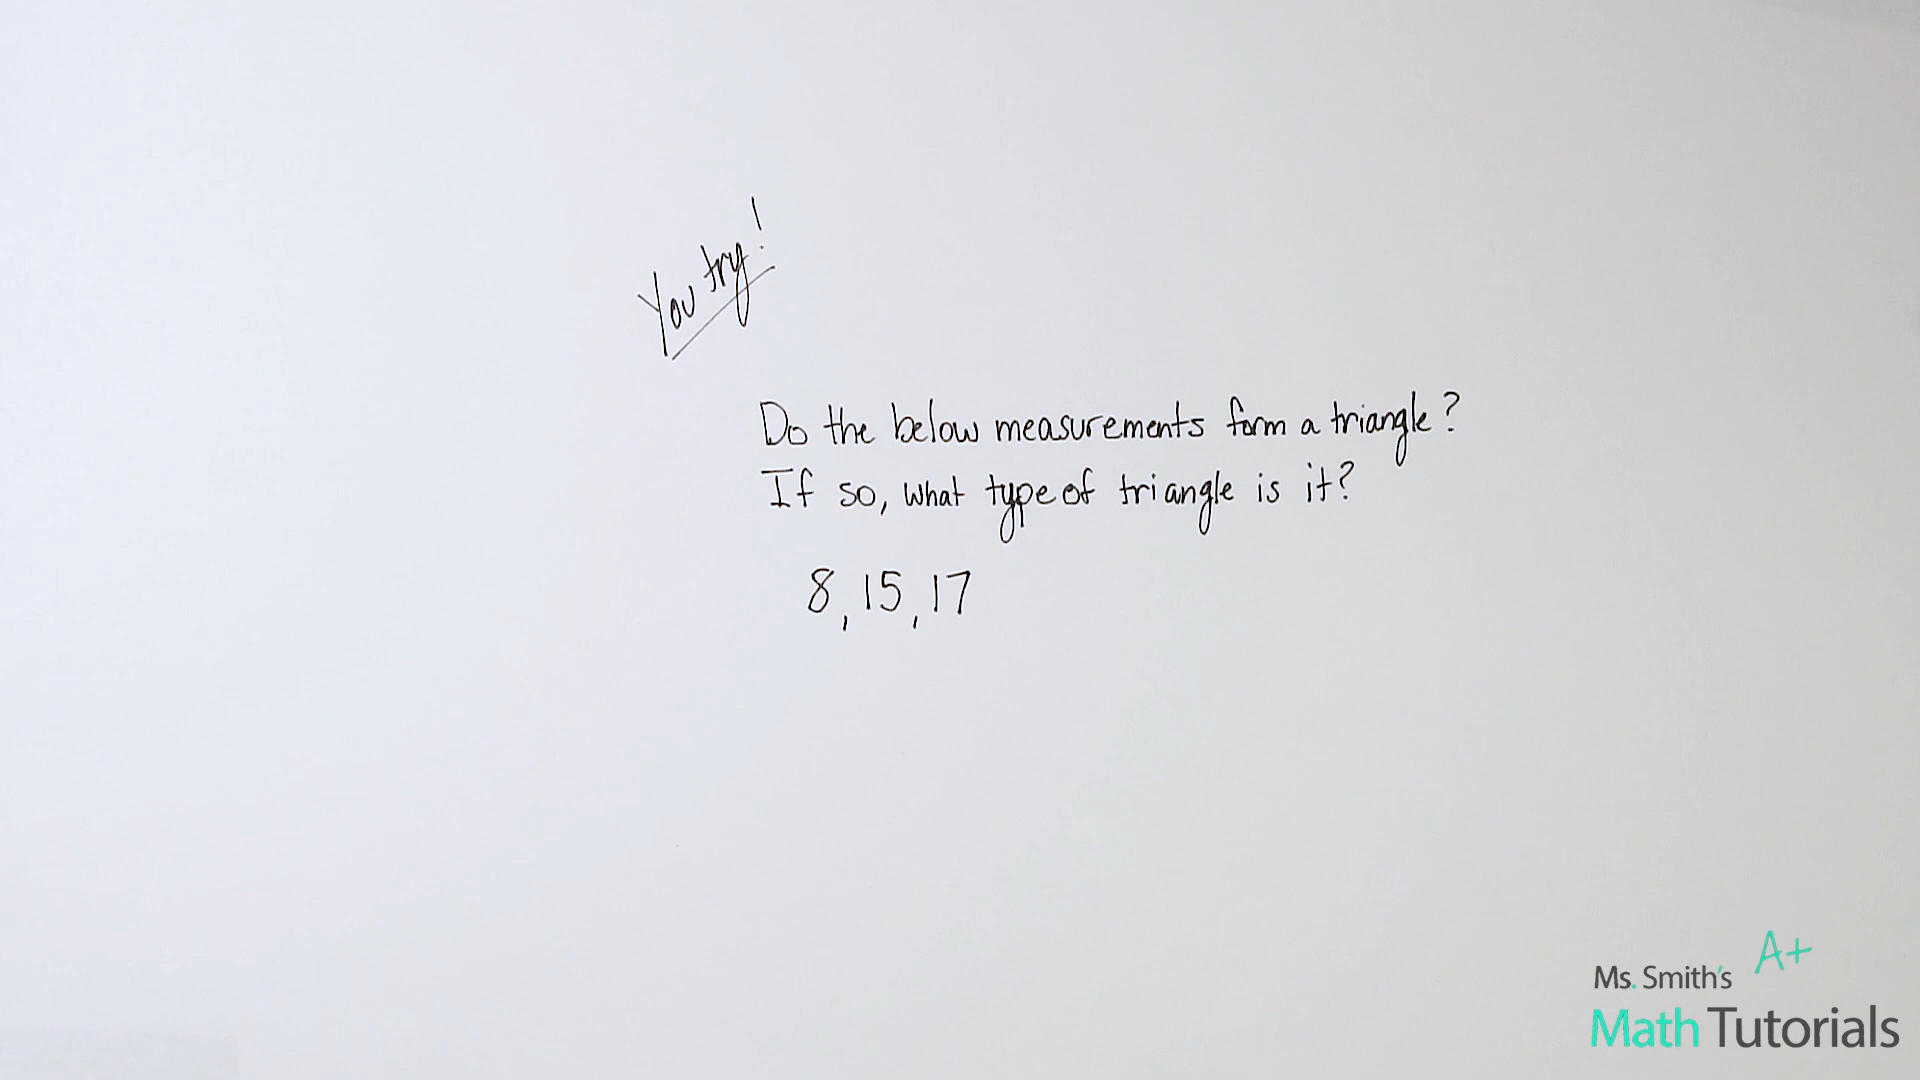 You try!
Do the below measurements form a triangle?
If so, what type of triangle is it?
8, 15, 17
A+
Ms. Smith's
Math Tutorials